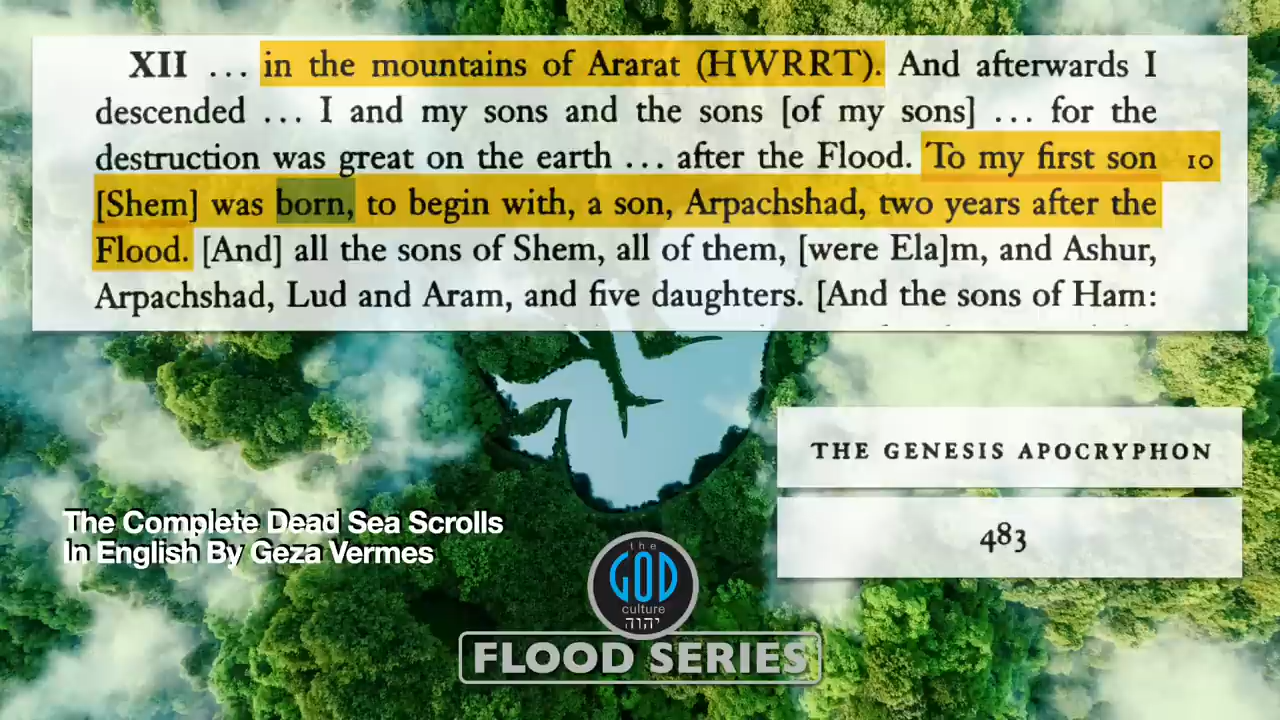 XII ... in the mountains of Ararat (HWRRT). And afterwards I
descended ... I and my sons and the sons [of my sons] ... for the
destruction was great on the earth ... after the Flood. To my first son 10
[Shem] was born, to begin with, a son, Arpachshad, two years after the
Flood. [And] all the sons of Shem, all of them, [were Ela]m, and Ashur,
Arpachshad, Lud and Aram, and five daughters. [And the sons of Ham:
THE GENESIS APOCRYPHON
483
The Complete Dead Sea Scrolls
In English By Geza Vermes
the
GOD
culture
יהוה
FLOOD SERIES